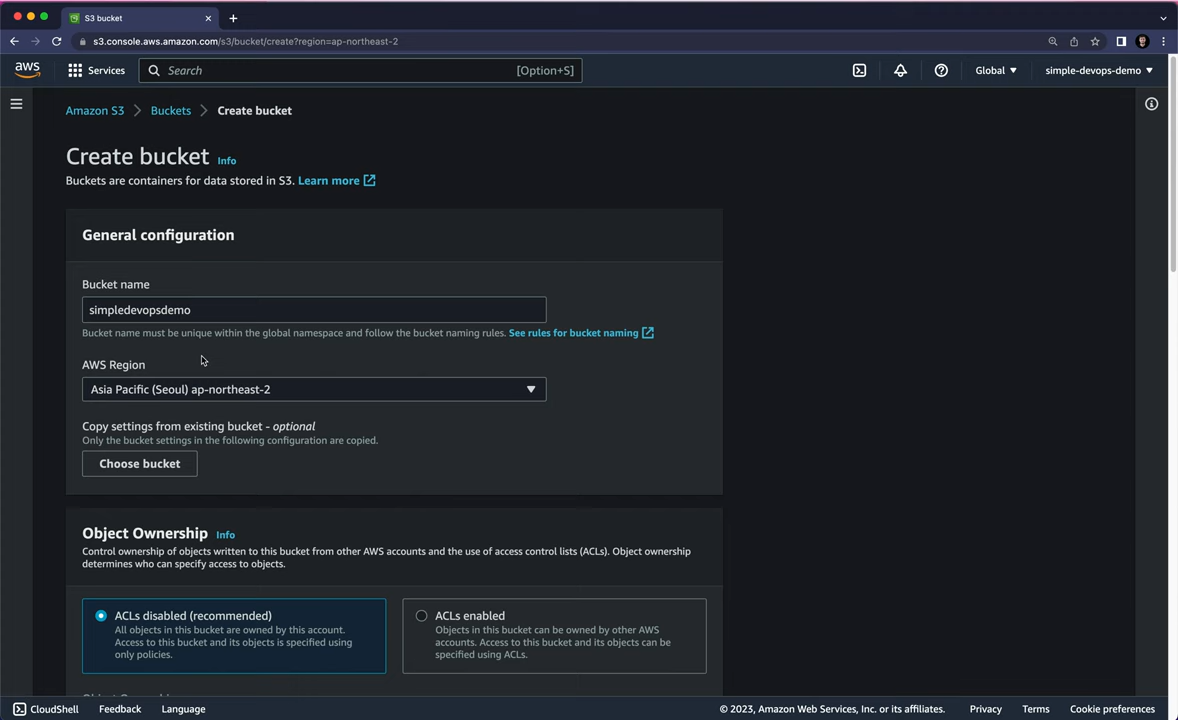 S3 bucket
s3.console.aws.amazon.com/s3/bucket/create?region=ap-northeast-2
aws
Services
Search
[Option+S]
Global
simple-devops-demo
Amazon S3 > Buckets > Create bucket
Create bucket Info
Buckets are containers for data stored in S3. Learn more
General configuration
Bucket name
simpledevopsdemo
Bucket name must be unique within the global namespace and follow the bucket naming rules. See rules for bucket naming
AWS Region
Asia Pacific (Seoul) ap-northeast-2
Copy settings from existing bucket - optional
Only the bucket settings in the following configuration are copied.
Choose bucket
Object Ownership Info
Control ownership of objects written to this bucket from other AWS accounts and the use of access control lists (ACLs). Object ownership
determines who can specify access to objects.
ACLs disabled (recommended)
All objects in this bucket are owned by this account.
Access to this bucket and its objects is specified using
only policies.
ACLs enabled
Objects in this bucket can be owned by other AWS
accounts. Access to this bucket and its objects can be
specified using ACLs.
CloudShell
Feedback
Language
© 2023, Amazon Web Services, Inc. or its affiliates.
Privacy
Terms
Cookie preferences